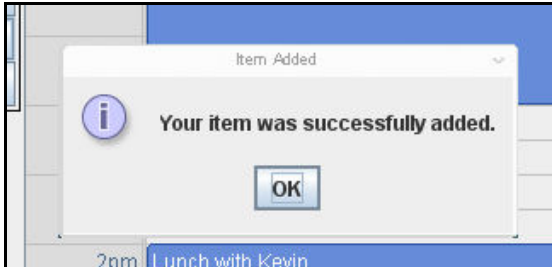 Item Added
i
Your item was successfully added.
OK
2pm Lunch with Kevin